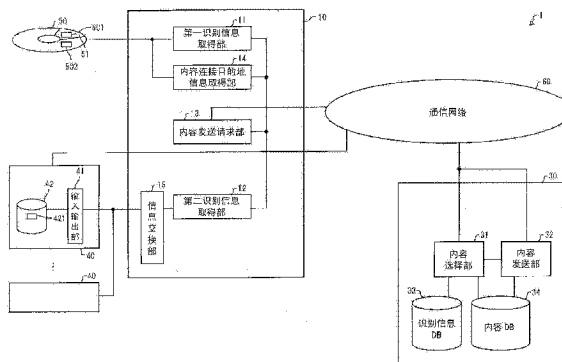 1
50
501
51
502
10
11
第一识别信息
取得部
14
内容连接目的地
信息取得部
13
内容发送请求部
60
通信网络
42
41
421
输入
输出部
40
15
信息
交换部
12
第二识别信息
取得部
40
30
31
内容
选择部
32
内容
发送部
33
识别信息
DB
34
内容 DB